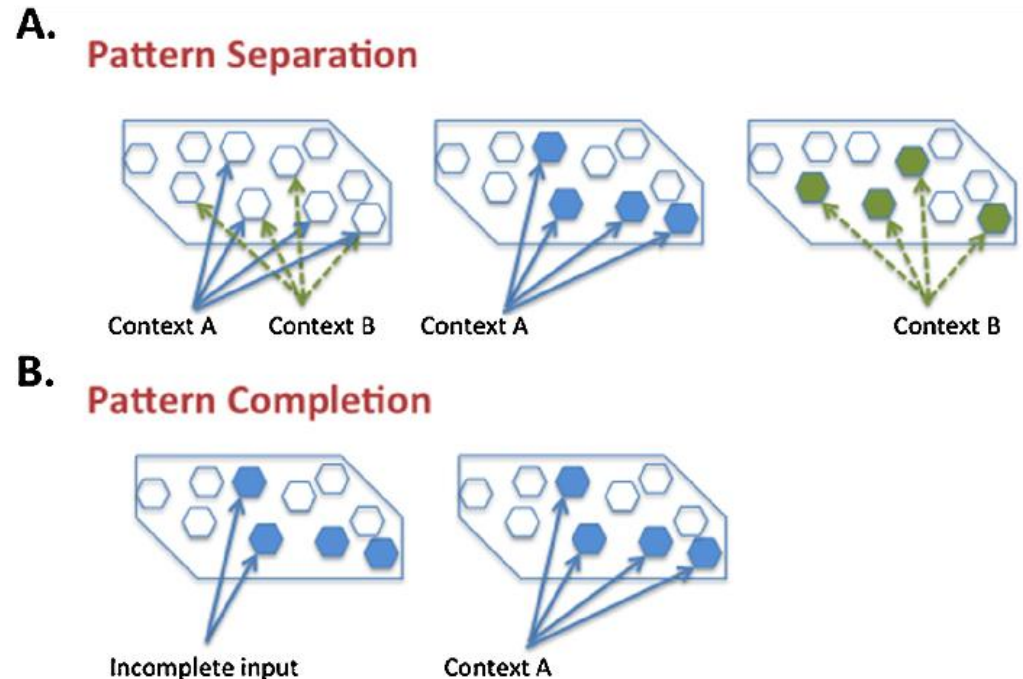 A.
Pattern Separation
Context A
Context B
Context A
Context B
B.
Pattern Completion
Incomplete input
Context A